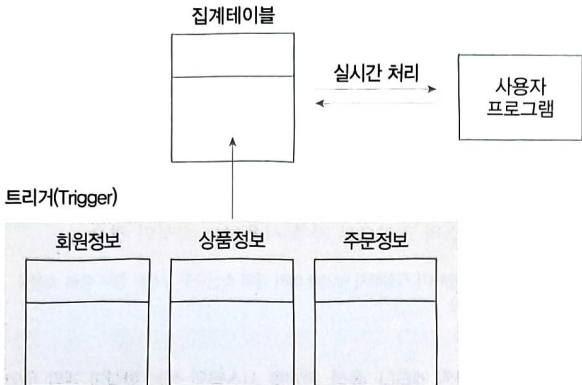 집계테이블
실시간 처리
사용자
프로그램
트리거(Trigger)
회원정보
상품정보
주문정보